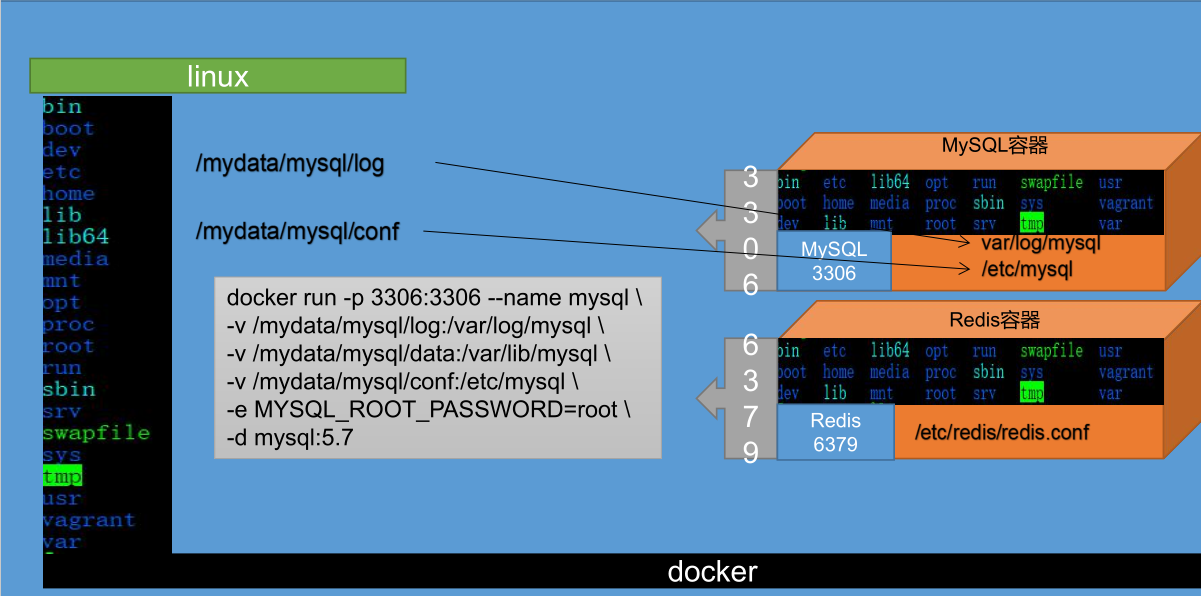 linux
bin
boot
dev
etc
home
lib
lib64
media
mnt
opt
proc
root
run
sbin
srv
swapfile
sys
tmp
usr
vagrant
var
/mydata/mysql/log
/mydata/mysql/conf
docker run -p 3306:3306 --name mysql \
-v /mydata/mysql/log:/var/log/mysql \
-v /mydata/mysql/data:/var/lib/mysql \
-v /mydata/mysql/conf:/etc/mysql \
-e MYSQL_ROOT_PASSWORD=root \
-d mysql:5.7
MySQL容器
3
3
0
6
bin etc lib64 opt run swapfile usr
boot home media proc sbin sys vagrant
dev lib mnt root srv tmp var
MySQL
3306
var/log/mysql
/etc/mysql
Redis容器
6
3
7
9
bin etc lib64 opt run swapfile usr
boot home media proc sbin sys vagrant
dev lib mnt root srv tmp var
Redis
6379
/etc/redis/redis.conf
docker